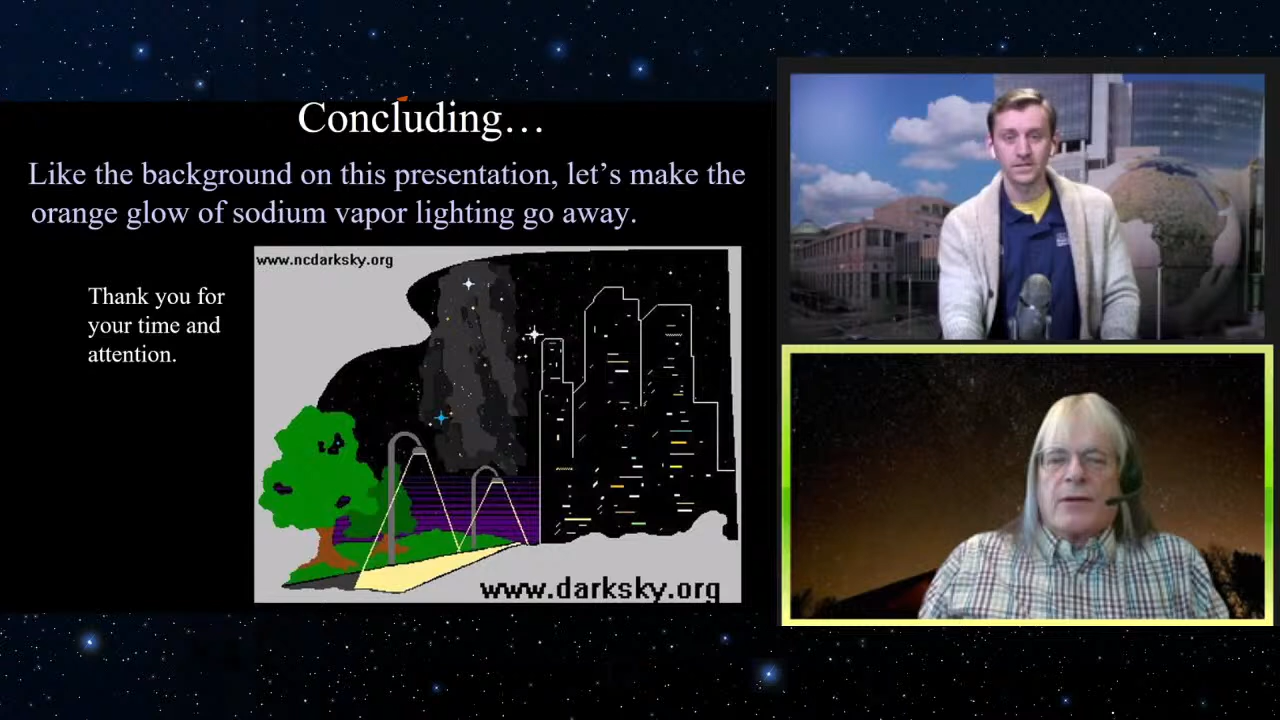 Concluding…
Like the background on this presentation, let’s make the
orange glow of sodium vapor lighting go away.
www.ncdarksky.org
Thank you for
your time and
attention.
www.darksky.org